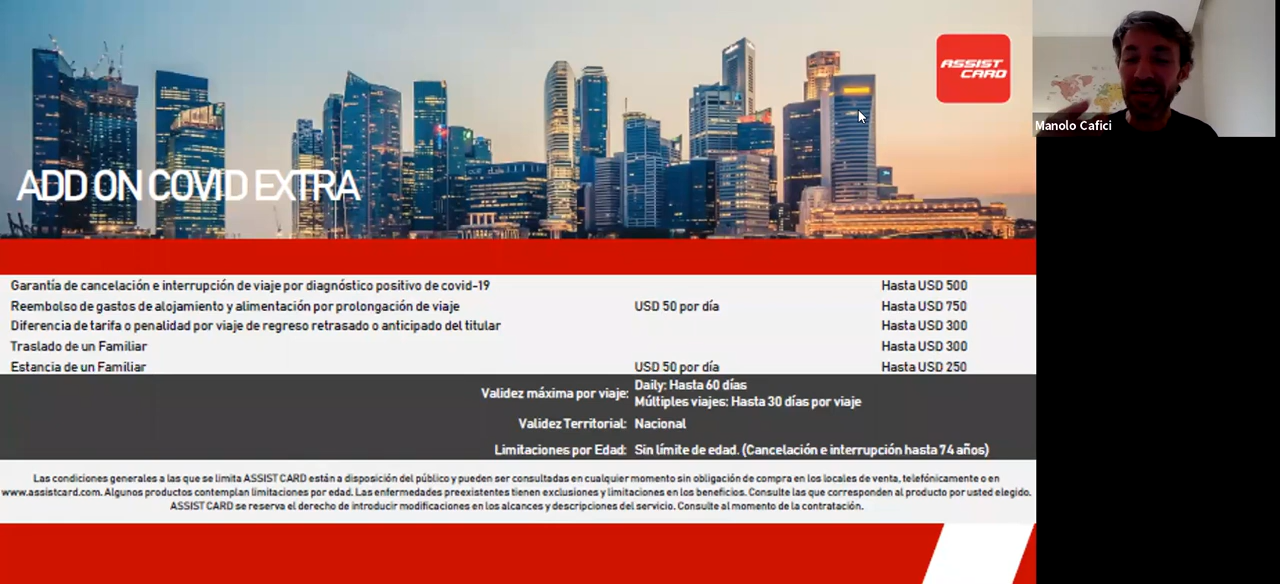 ASSIST
CARD
Manolo Cafici
ADD ON COVID EXTRA
Garantía de cancelación e interrupción de viaje por diagnóstico positivo de covid-19 Hasta USD 500
Reembolso de gastos de alojamiento y alimentación por prolongación de viaje USD 50 por día Hasta USD 750
Diferencia de tarifa o penalidad por viaje de regreso retrasado o anticipado del titular Hasta USD 300
Traslado de un Familiar Hasta USD 300
Estancia de un Familiar USD 50 por día Hasta USD 250
Validez máxima por viaje: Daily: Hasta 60 días
Múltiples viajes: Hasta 30 días por viaje
Validez Territorial: Nacional
Limitaciones por Edad: Sin límite de edad. (Cancelación e interrupción hasta 74 años)
Las condiciones generales a las que se limita ASSIST CARD están a disposición del público y pueden ser consultadas en cualquier momento sin obligación de compra en los locales de venta, telefónicamente o en
www.assistcard.com. Algunos productos contemplan limitaciones por edad. Las enfermedades preexistentes tienen exclusiones y limitaciones en los beneficios. Consulte las que corresponden al producto por usted elegido.
ASSIST CARD se reserva el derecho de introducir modificaciones en los alcances y descripciones del servicio. Consulte al momento de la contratación.